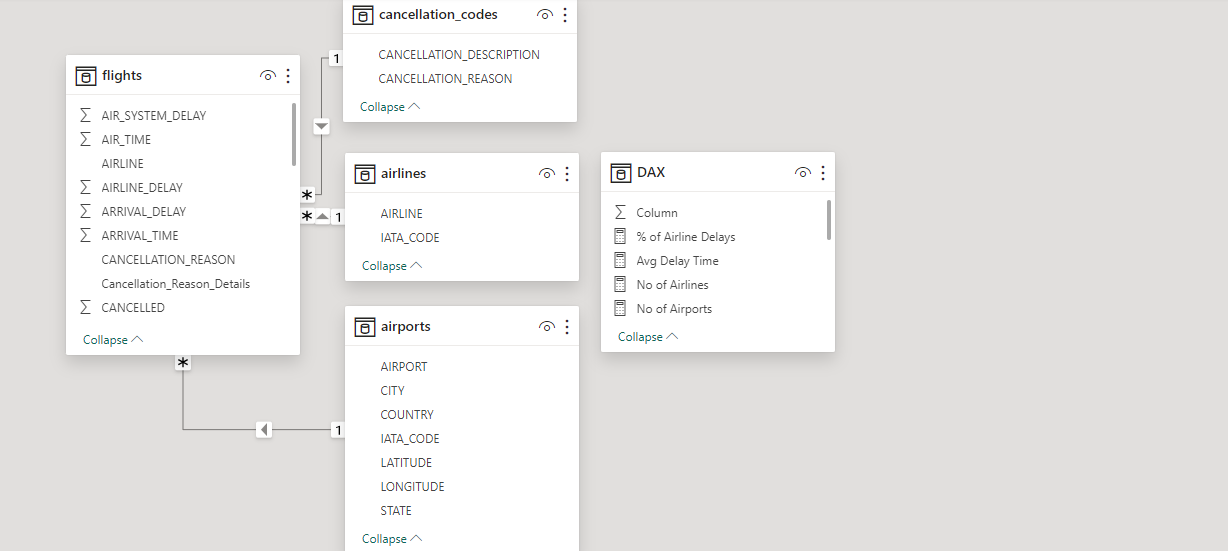 flights
AIR_SYSTEM_DELAY
AIR_TIME
AIRLINE
AIRLINE_DELAY
ARRIVAL_DELAY
ARRIVAL_TIME
CANCELLATION_REASON
Cancellation_Reason_Details
CANCELLED
Collapse
*
1
*
1
*
1
cancellation_codes
CANCELLATION_DESCRIPTION
CANCELLATION_REASON
Collapse
airlines
AIRLINE
IATA_CODE
Collapse
airports
AIRPORT
CITY
COUNTRY
IATA_CODE
LATITUDE
LONGITUDE
STATE
Collapse
DAX
Column
% of Airline Delays
Avg Delay Time
No of Airlines
No of Airports
Collapse